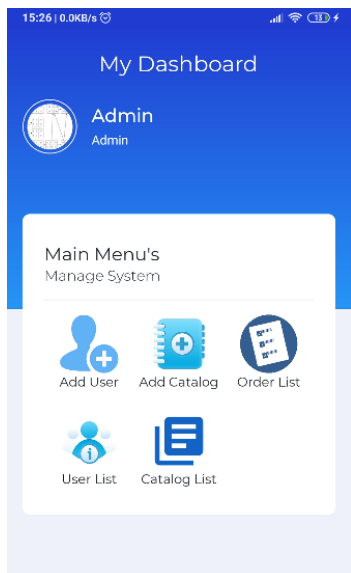 15:26 | 0.0KB/s
13
My Dashboard
Admin
Admin
Main Menu's
Manage System
Add User Add Catalog Order List
User List Catalog List